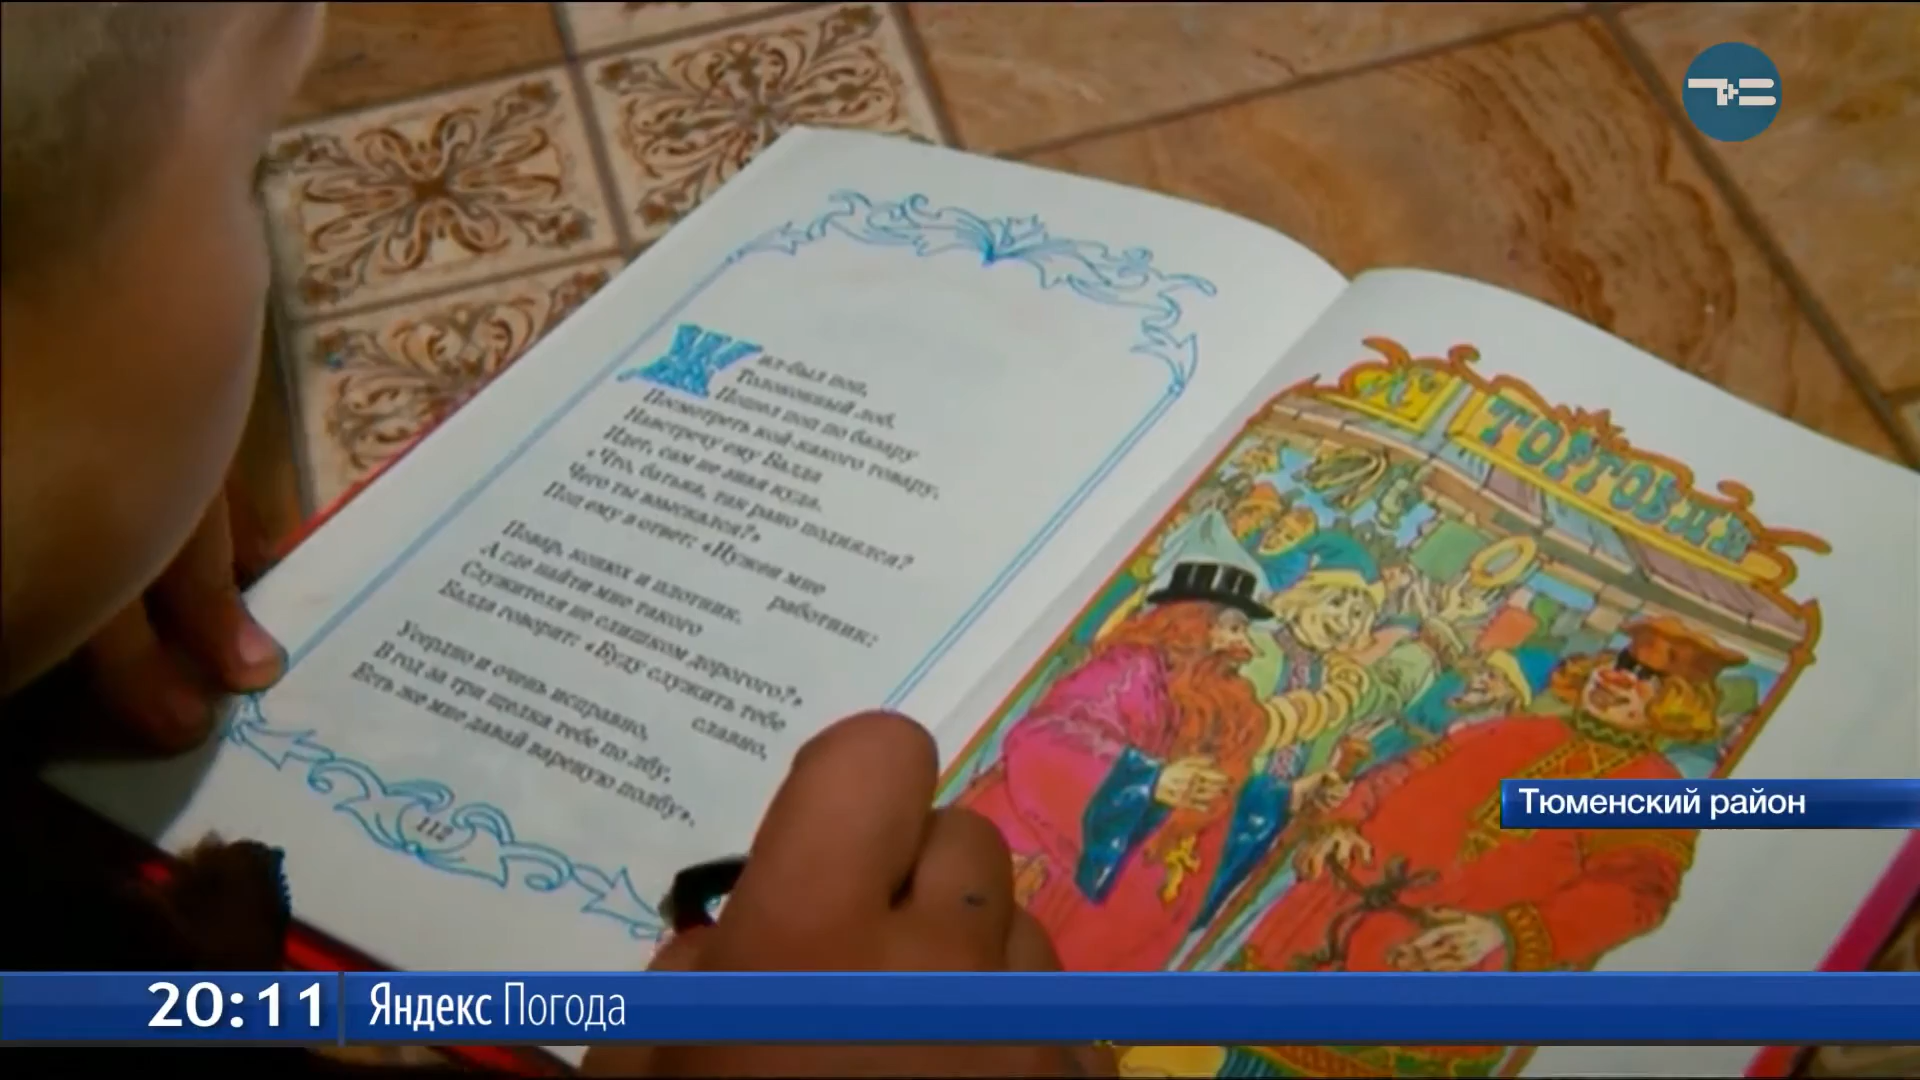 Жил-был поп,
Толоконный лоб.
Пошел поп по базару
Посмотреть кой-какого товару.
Навстречу ему Балда
Идет, сам не зная куда.
«Что, батька, так рано поднялся?
Чего ты взыскался?»
Поп ему в ответ: «Нужен мне
работник:
Повар, конюх и плотник.
А где найти мне такого
Служителя не слишком дорогого?»
Балда говорит: «Буду служить тебе
славно,
Усердно и очень исправно,
В год за три щелка тебе по лбу,
Есть же мне давай вареную полбу».
112
ТОРГОВЛЯ
Тюменский район
20:11 Яндекс Погода